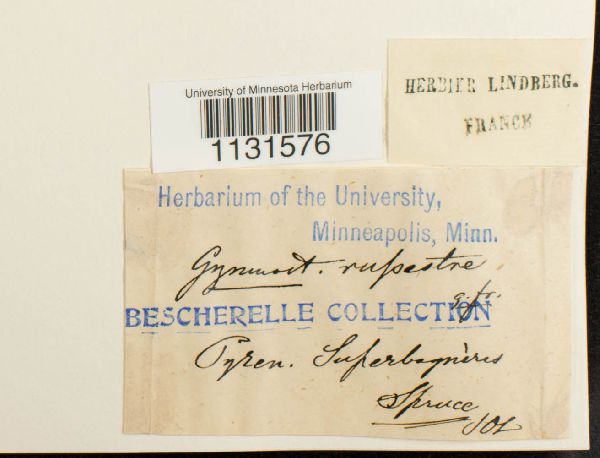 University of Minnesota Herbarium
1131576
HERBIER LINDBERG.
FRANCE
Herbarium of the University,
Minneapolis, Minn.
Gymnost. rupestre
BESCHERELLE COLLECTION
Pyren. Superbagnères
Spruce